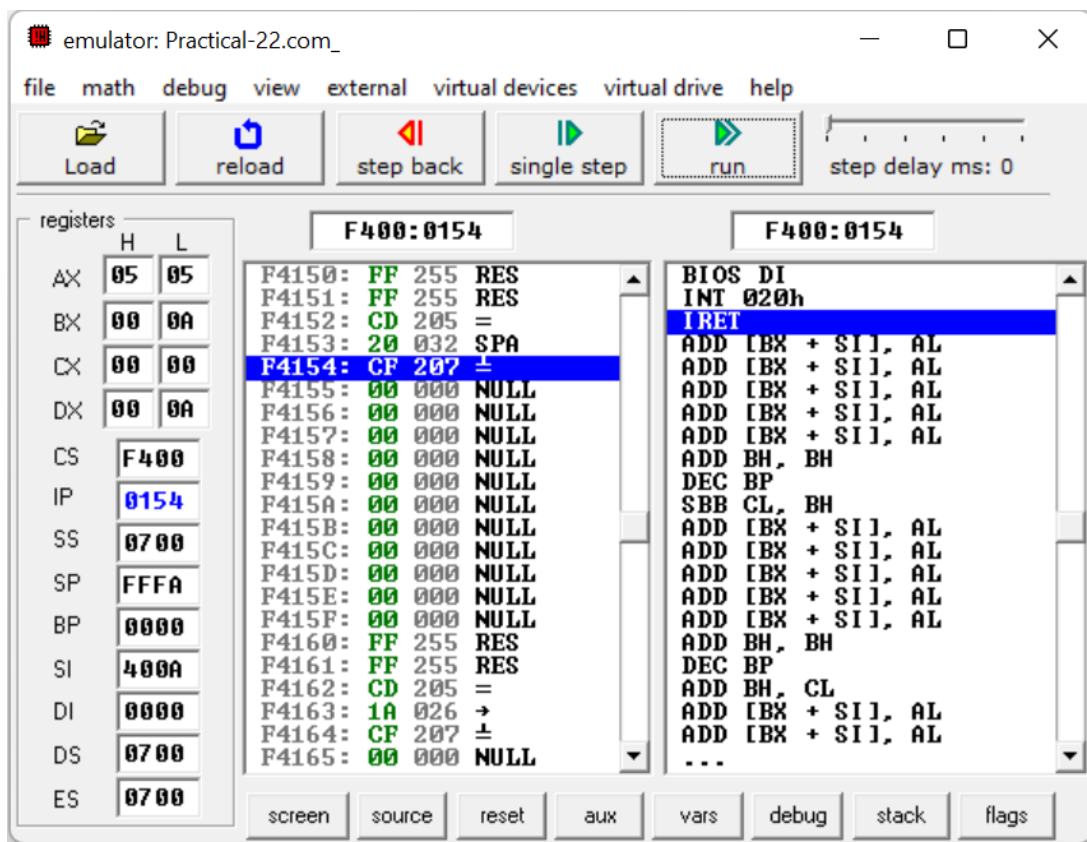 emulator: Practical-22.com_
file math debug view external virtual devices virtual drive help
Load reload step back single step run step delay ms: 0
registers
H L
AX 05 05
BX 00 0A
CX 00 00
DX 00 0A
CS F400
IP 0154
SS 0700
SP FFFA
BP 0000
SI 400A
DI 0000
DS 0700
ES 0700
F400:0154
F4150: FF 255 RES
F4151: FF 255 RES
F4152: CD 205 =
F4153: 20 032 SPA
F4154: CF 207 ╧
F4155: 00 000 NULL
F4156: 00 000 NULL
F4157: 00 000 NULL
F4158: 00 000 NULL
F4159: 00 000 NULL
F415A: 00 000 NULL
F415B: 00 000 NULL
F415C: 00 000 NULL
F415D: 00 000 NULL
F415E: 00 000 NULL
F415F: 00 000 NULL
F4160: FF 255 RES
F4161: FF 255 RES
F4162: CD 205 =
F4163: 1A 026 →
F4164: CF 207 ╧
F4165: 00 000 NULL
F400:0154
BIOS DI
INT 020h
IRET
ADD [BX + SI], AL
ADD [BX + SI], AL
ADD [BX + SI], AL
ADD [BX + SI], AL
ADD [BX + SI], AL
ADD BH, BH
DEC BP
SBB CL, BH
ADD [BX + SI], AL
ADD [BX + SI], AL
ADD [BX + SI], AL
ADD [BX + SI], AL
ADD [BX + SI], AL
ADD BH, BH
DEC BP
ADD BH, CL
ADD [BX + SI], AL
ADD [BX + SI], AL
...
screen source reset aux vars debug stack flags